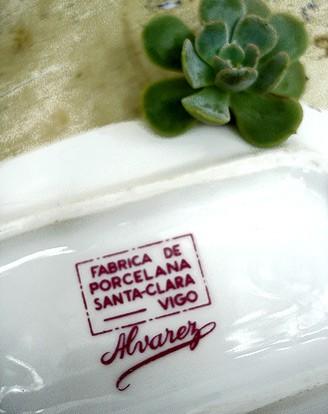 FABRICA DE
PORCELANA
SANTA-CLARA
VIGO
Alvarez